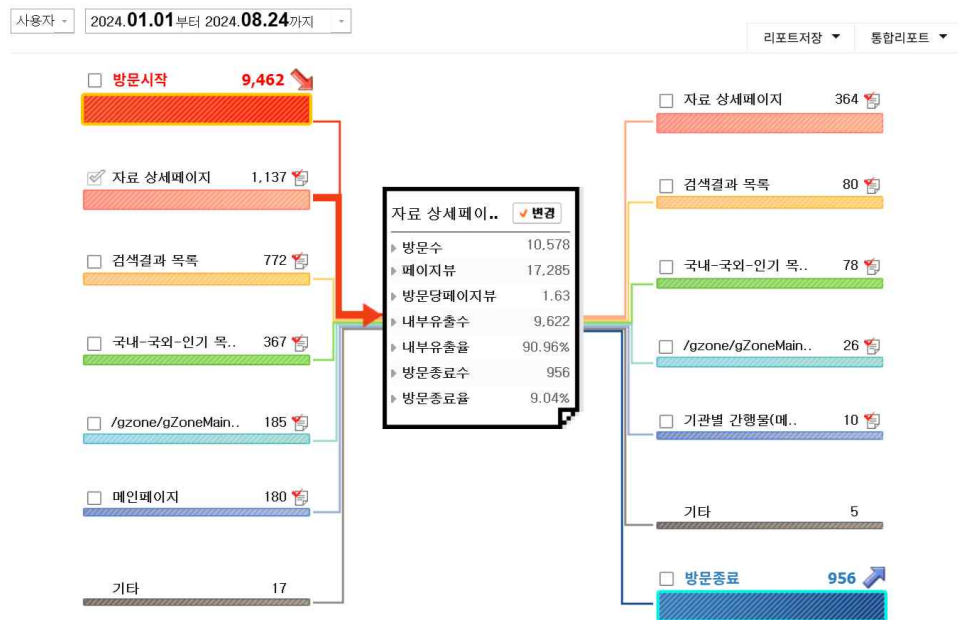 사용자
2024.01.01부터 2024.08.24까지
리포트저장
통합리포트
방문시작 9,462
자료 상세페이지 1,137
검색결과 목록 772
국내-국외-인기 목.. 367
/gzone/gZoneMain.. 185
메인페이지 180
기타 17
자료 상세페이.. 변경
방문수 10,578
페이지뷰 17,285
방문당페이지뷰 1.63
내부유출수 9,622
내부유출율 90.96%
방문종료수 956
방문종료율 9.04%
자료 상세페이지 364
검색결과 목록 80
국내-국외-인기 목.. 78
/gzone/gZoneMain.. 26
기관별 간행물(메.. 10
기타 5
방문종료 956